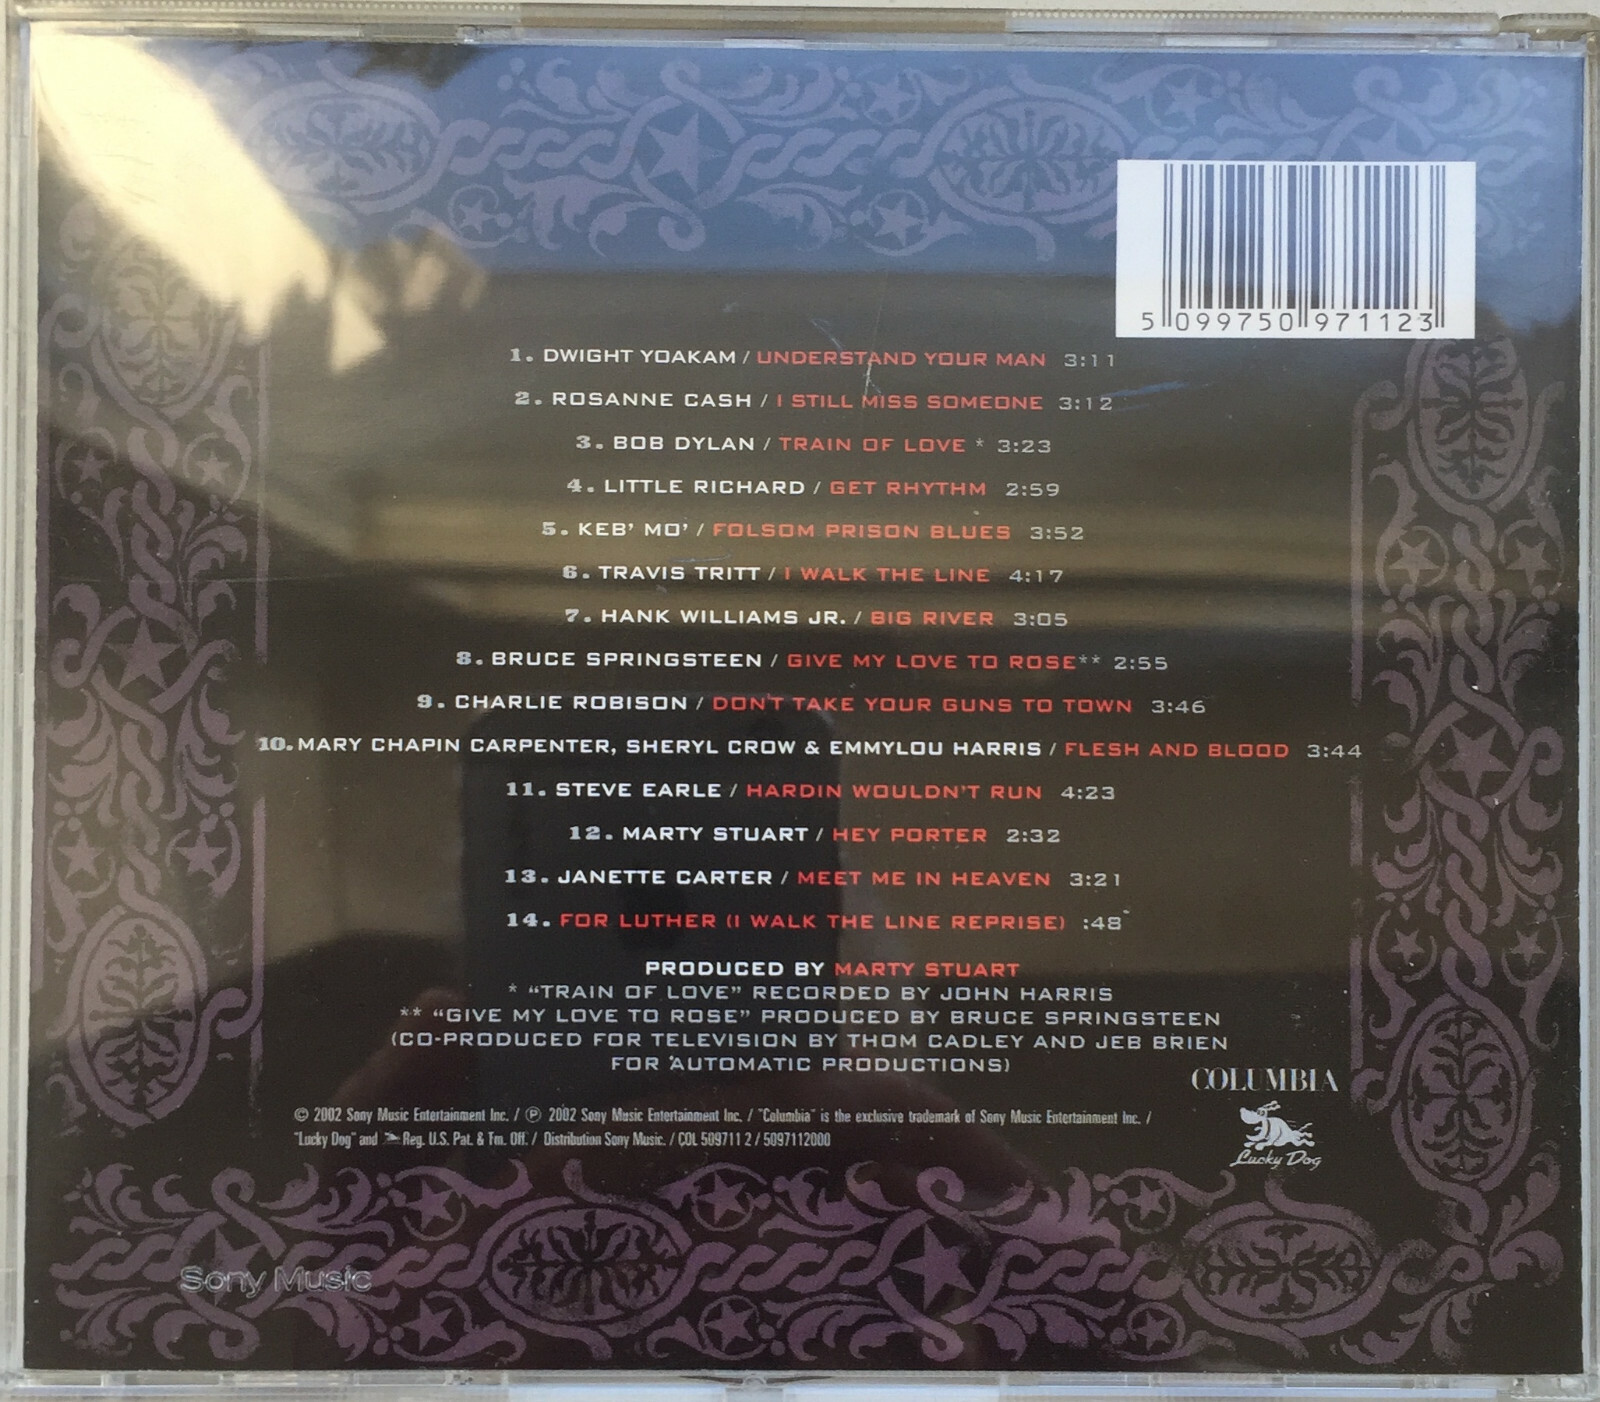 5 099750 971123
1. DWIGHT YOAKAM / UNDERSTAND YOUR MAN 3:11
2. ROSANNE CASH / I STILL MISS SOMEONE 3:12
3. BOB DYLAN / TRAIN OF LOVE * 3:23
4. LITTLE RICHARD / GET RHYTHM 2:59
5. KEB' MO' / FOLSOM PRISON BLUES 3:52
6. TRAVIS TRITT / I WALK THE LINE 4:17
7. HANK WILLIAMS JR. / BIG RIVER 3:05
8. BRUCE SPRINGSTEEN / GIVE MY LOVE TO ROSE** 2:55
9. CHARLIE ROBISON / DON'T TAKE YOUR GUNS TO TOWN 3:46
10. MARY CHAPIN CARPENTER, SHERYL CROW & EMMYLOU HARRIS / FLESH AND BLOOD 3:44
11. STEVE EARLE / HARDIN WOULDN'T RUN 4:23
12. MARTY STUART / HEY PORTER 2:32
13. JANETTE CARTER / MEET ME IN HEAVEN 3:21
14. FOR LUTHER (I WALK THE LINE REPRISE) :48
PRODUCED BY MARTY STUART
* "TRAIN OF LOVE" RECORDED BY JOHN HARRIS
** "GIVE MY LOVE TO ROSE" PRODUCED BY BRUCE SPRINGSTEEN
(CO-PRODUCED FOR TELEVISION BY THOM CADLEY AND JEB BRIEN
FOR AUTOMATIC PRODUCTIONS)
COLUMBIA
© 2002 Sony Music Entertainment Inc. / ℗ 2002 Sony Music Entertainment Inc. / "Columbia" is the exclusive trademark of Sony Music Entertainment Inc. /
"Lucky Dog" and Reg. U.S. Pat. & Tm. Off. / Distribution Sony Music. / COL 509711 2 / 5097112000
Lucky Dog
Sony Music